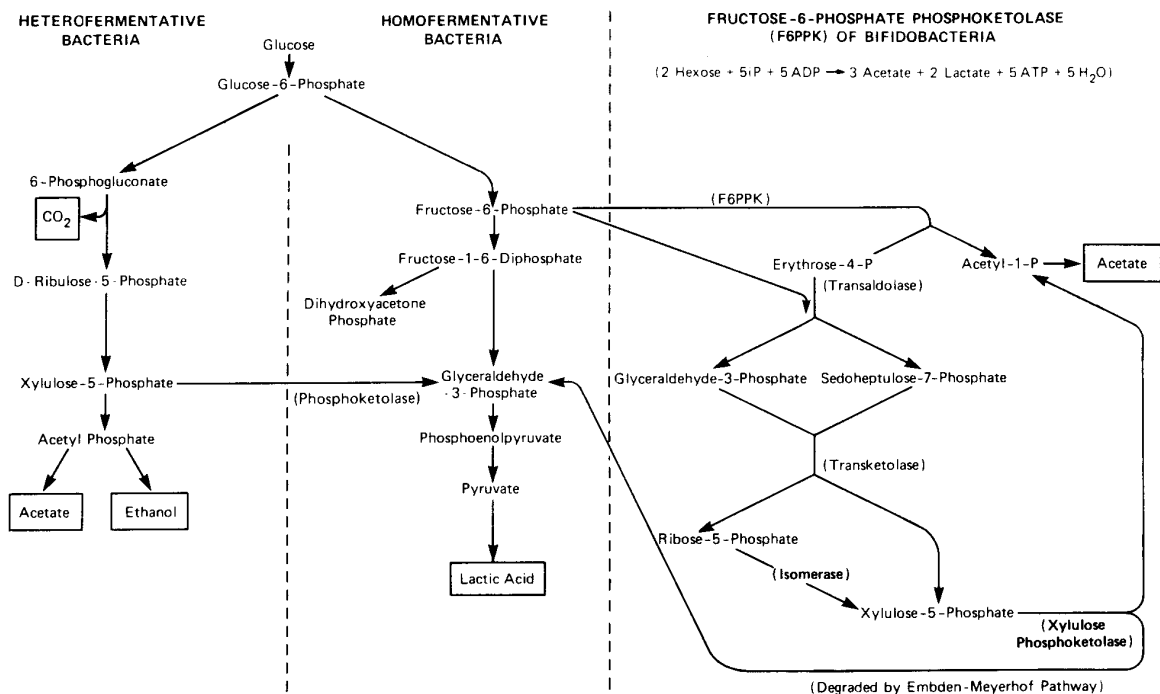 HETEROFERMENTATIVE
BACTERIA
HOMOFERMENTATIVE
BACTERIA
FRUCTOSE-6-PHOSPHATE PHOSPHOKETOLASE
(F6PPK) OF BIFIDOBACTERIA
(2 Hexose + 5iP + 5 ADP → 3 Acetate + 2 Lactate + 5 ATP + 5 H₂O)
Glucose
Glucose-6-Phosphate
6-Phosphogluconate
CO₂
D-Ribulose-5-Phosphate
Xylulose-5-Phosphate
(Phosphoketolase)
Acetyl Phosphate
Acetate
Ethanol
Fructose-6-Phosphate
Fructose-1-6-Diphosphate
Dihydroxyacetone
Phosphate
Glyceraldehyde
-3-Phosphate
Phosphoenolpyruvate
Pyruvate
Lactic Acid
(F6PPK)
Erythrose-4-P
Acetyl-1-P
Acetate
(Transaldolase)
Glyceraldehyde-3-Phosphate
Sedoheptulose-7-Phosphate
(Transketolase)
Ribose-5-Phosphate
(Isomerase)
Xylulose-5-Phosphate
(Xylulose
Phosphoketolase)
(Degraded by Embden-Meyerhof Pathway)